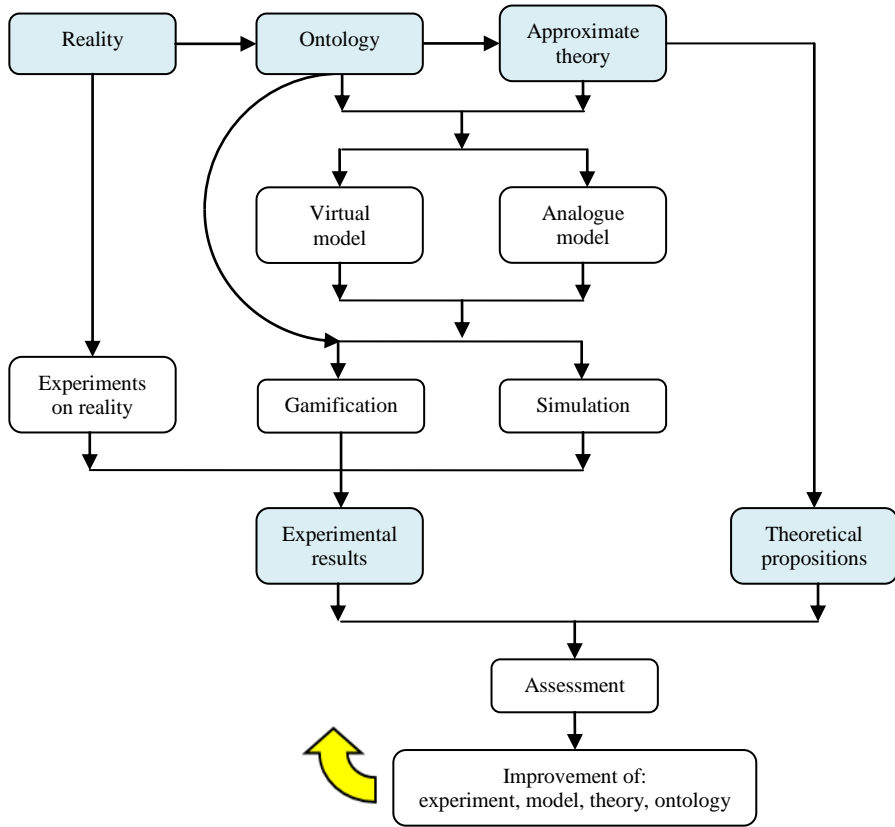 Reality
Ontology
Approximate
theory
Virtual
model
Analogue
model
Experiments
on reality
Gamification
Simulation
Experimental
results
Theoretical
propositions
Assessment
Improvement of:
experiment, model, theory, ontology